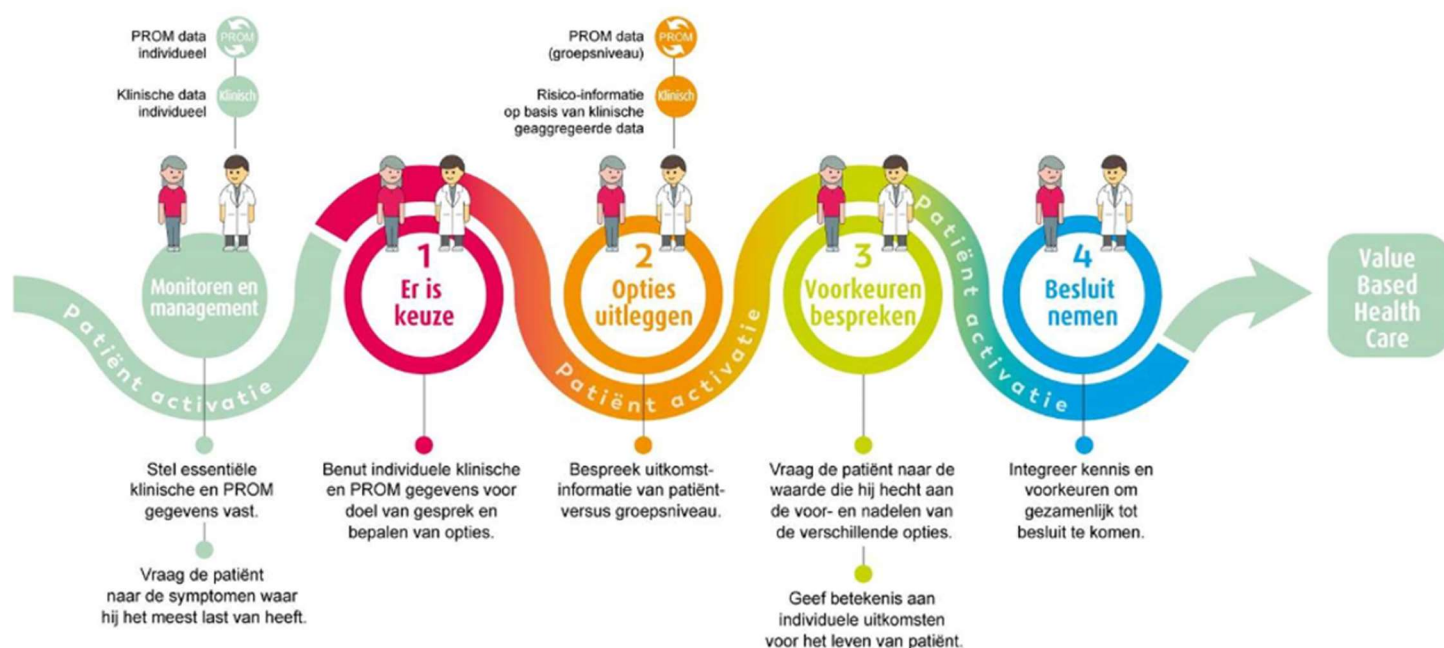 PROM data
individueel
PROM
Klinische data
individueel
Klinisch
PROM data
(groepsniveau)
PROM
Risico-informatie
op basis van klinische
geaggregeerde data
Klinisch
Monitoren en
management
1
Er is
keuze
2
Opties
uitleggen
3
Voorkeuren
bespreken
4
Besluit
nemen
Value
Based
Health
Care
Patiënt activatie
Patiënt activatie
Patiënt activatie
Stel essentiële
klinische en PROM
gegevens vast.
Vraag de patiënt
naar de symptomen waar
hij het meest last van heeft.
Benut individuele klinische
en PROM gegevens voor
doel van gesprek en
bepalen van opties.
Bespreek uitkomst-
informatie van patiënt-
versus groepsniveau.
Vraag de patiënt naar de
waarde die hij hecht aan
de voor- en nadelen van
de verschillende opties.
Geef betekenis aan
individuele uitkomsten
voor het leven van patiënt.
Integreer kennis en
voorkeuren om
gezamenlijk tot
besluit te komen.